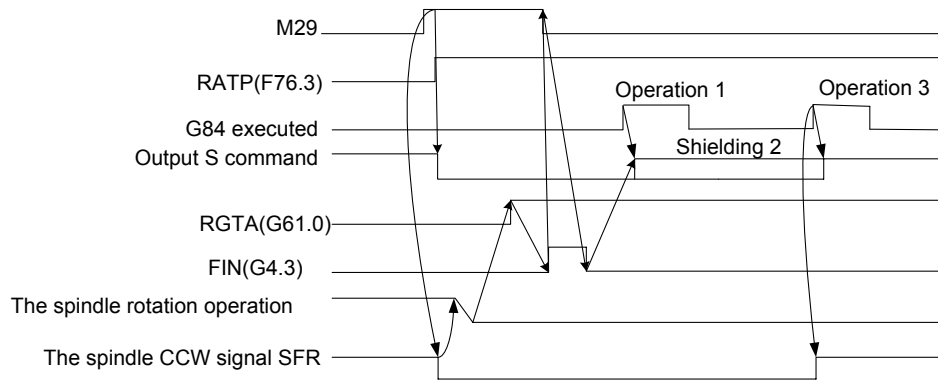 M29
RATP(F76.3)
Operation 1
Operation 3
G84 executed
Output S command
Shielding 2
RGTA(G61.0)
FIN(G4.3)
The spindle rotation operation
The spindle CCW signal SFR